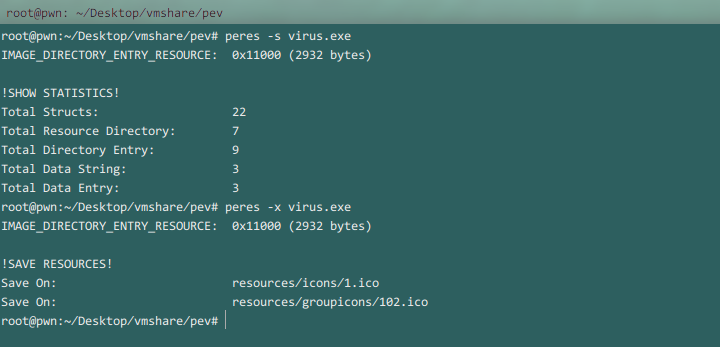 root@pwn: ~/Desktop/vmshare/pev
root@pwn:~/Desktop/vmshare/pev# peres -s virus.exe
IMAGE_DIRECTORY_ENTRY_RESOURCE:  0x11000 (2932 bytes)
!SHOW STATISTICS!
Total Structs: 22
Total Resource Directory: 7
Total Directory Entry: 9
Total Data String: 3
Total Data Entry: 3
root@pwn:~/Desktop/vmshare/pev# peres -x virus.exe
IMAGE_DIRECTORY_ENTRY_RESOURCE:  0x11000 (2932 bytes)
!SAVE RESOURCES!
Save On: resources/icons/1.ico
Save On: resources/groupicons/102.ico
root@pwn:~/Desktop/vmshare/pev#